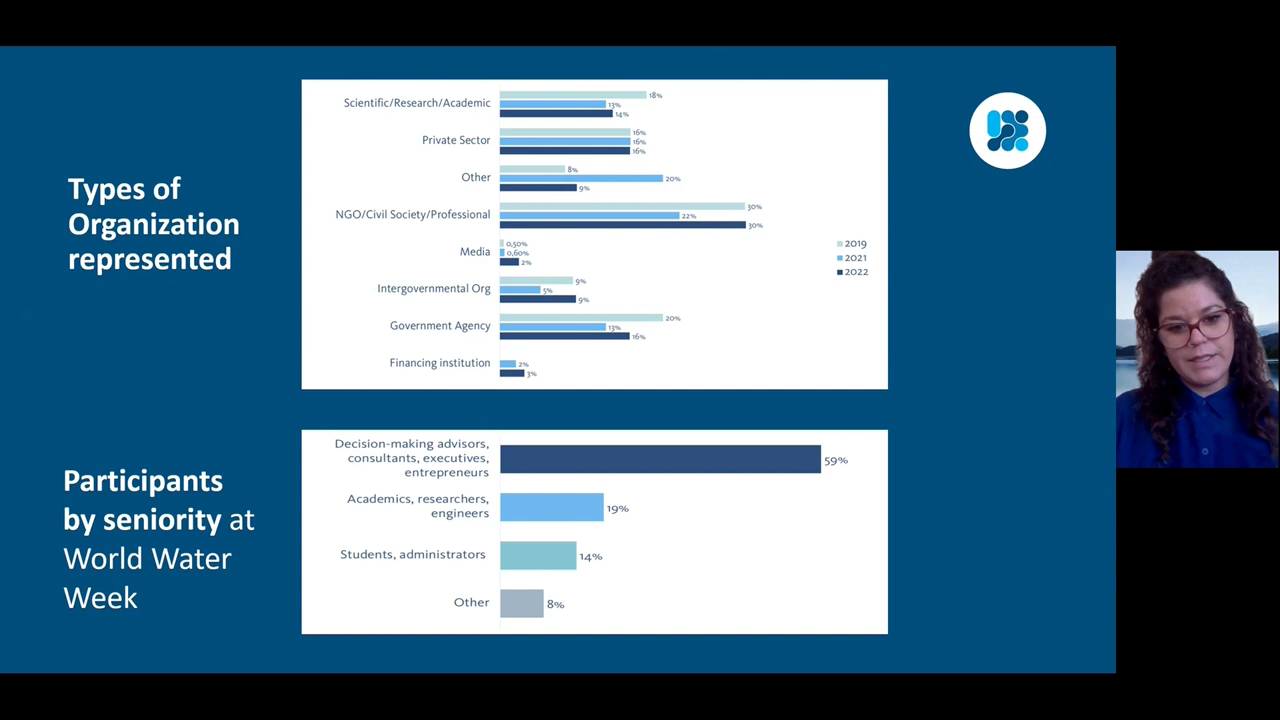 Types of
Organization
represented
Scientific/Research/Academic
18%
13%
14%
Private Sector
16%
16%
16%
Other
8%
20%
9%
NGO/Civil Society/Professional
30%
22%
30%
Media
0,50%
0,60%
2%
Intergovernmental Org
9%
5%
9%
Government Agency
20%
13%
16%
Financing institution
2%
3%
2019
2021
2022
Participants
by seniority at
World Water
Week
Decision-making advisors,
consultants, executives,
entrepreneurs
59%
Academics, researchers,
engineers
19%
Students, administrators
14%
Other
8%